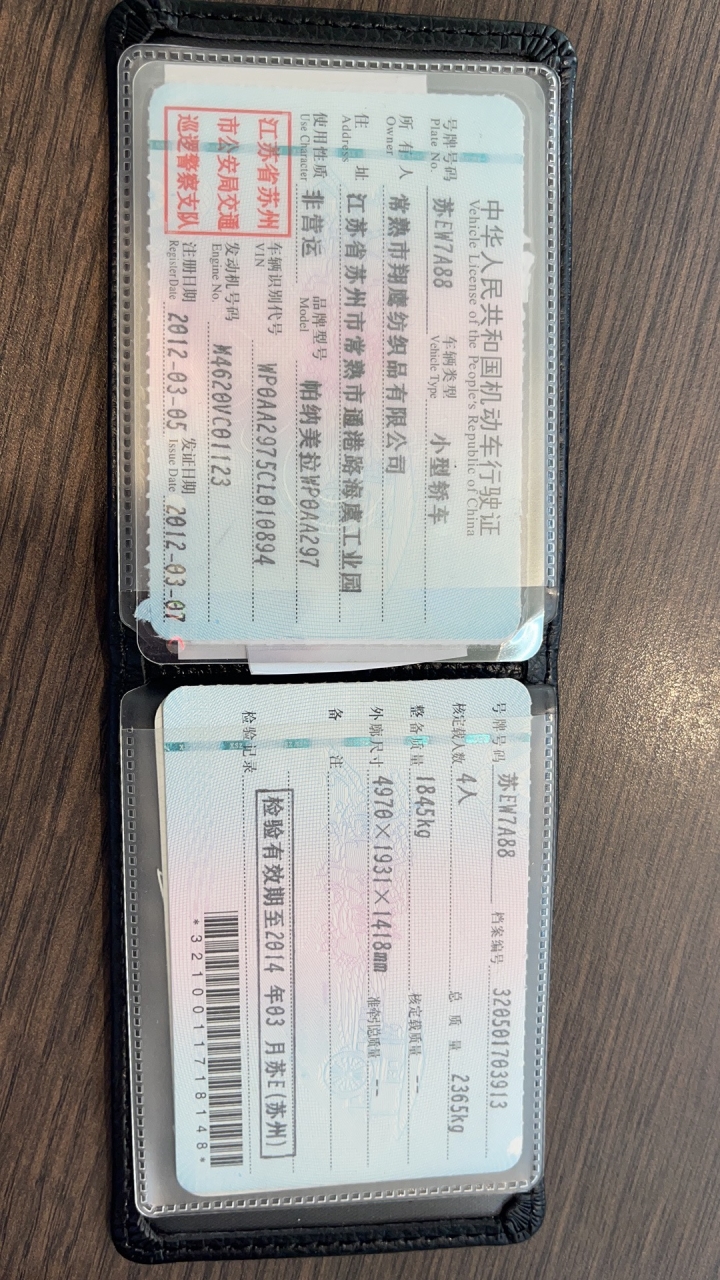 中华人民共和国机动车行驶证
Vehicle License of the People's Republic of China
号牌号码 苏EW7A88 车辆类型 小型轿车
Plate No. Vehicle Type
所有人 常熟市翔鹰纺织品有限公司
Owner
住址 江苏省苏州市常熟市通港路海虞工业园
Address
使用性质 非营运 品牌型号 帕纳美拉WP0AA297
Use Character Model
江苏省苏州
市公安局交通
巡逻警察支队
车辆识别代号 WP0AA2975CL010894
VIN
发动机号码 M4620VC01123
Engine No.
注册日期 2012-03-05 发证日期 2012-03-07
Register Date Issue Date
号牌号码 苏EW7A88 档案编号 320501703913
核定载人数 4人 总质量 2365kg
整备质量 1845kg 核定载质量 --
外廓尺寸 4970×1931×1418mm 准牵引总质量 --
备注
检验记录 检验有效期至2014年03月苏E(苏州)
*3210011718148*